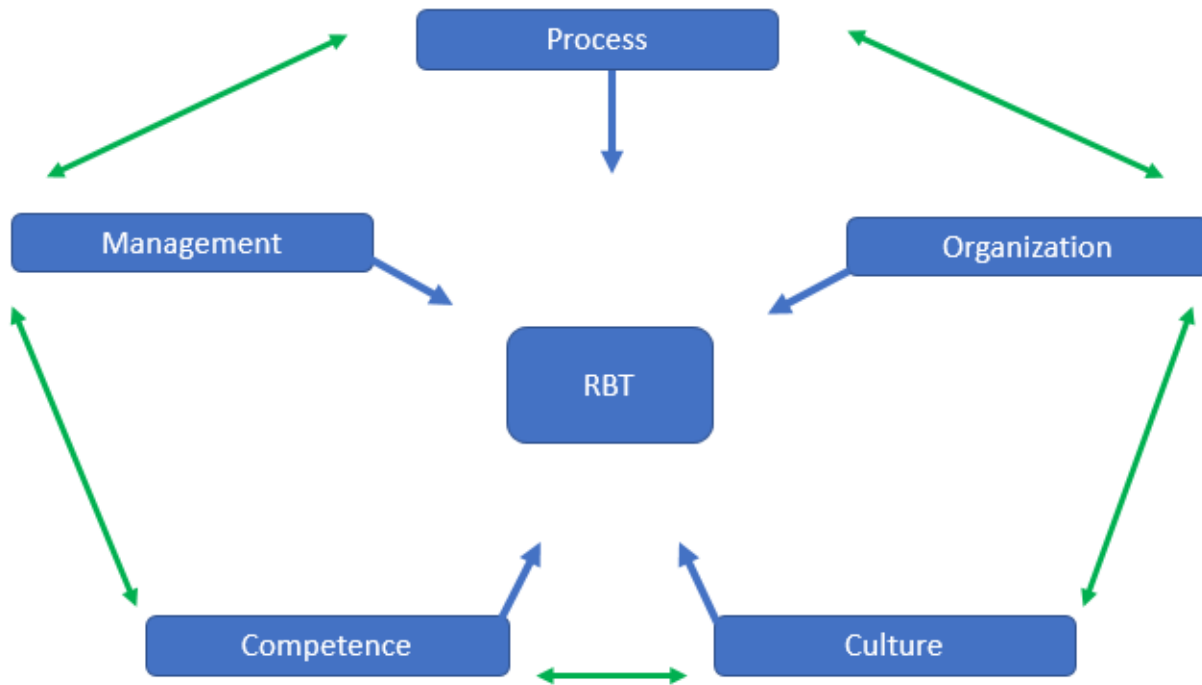 Process
Management
Organization
RBT
Competence
Culture